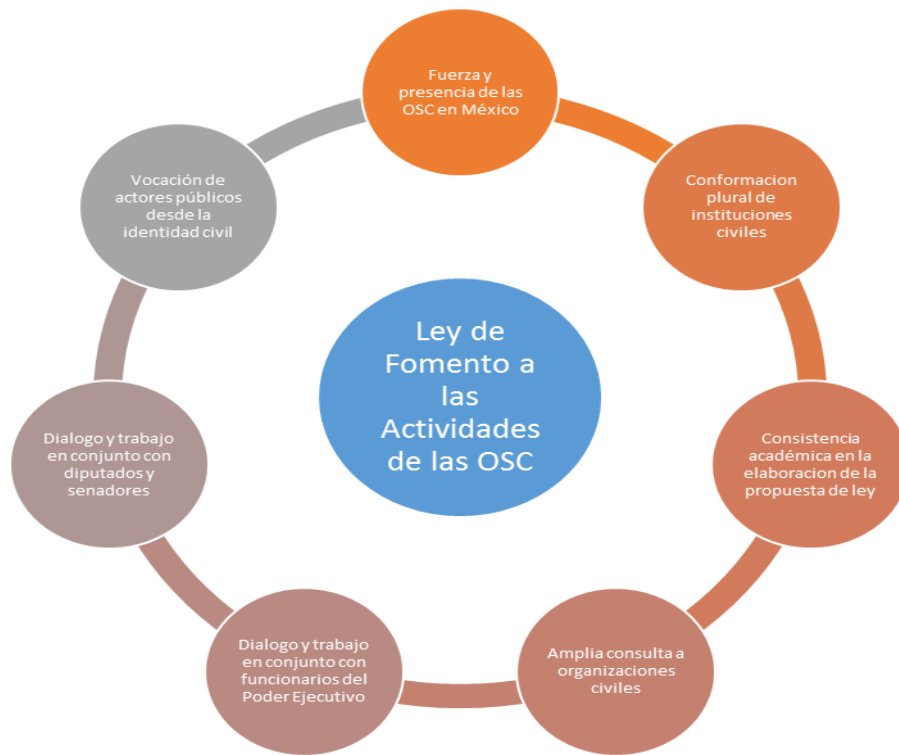 Fuerza y
presencia de las
OSC en México
Conformacion
plural de
instituciones
civiles
Consistencia
académica en la
elaboracion de la
propuesta de ley
Amplia consulta a
organizaciones
civiles
Dialogo y trabajo
en conjunto con
funcionarios del
Poder Ejecutivo
Dialogo y trabajo
en conjunto con
diputados y
senadores
Vocación de
actores públicos
desde la
identidad civil
Ley de
Fomento a
las
Actividades
de las OSC